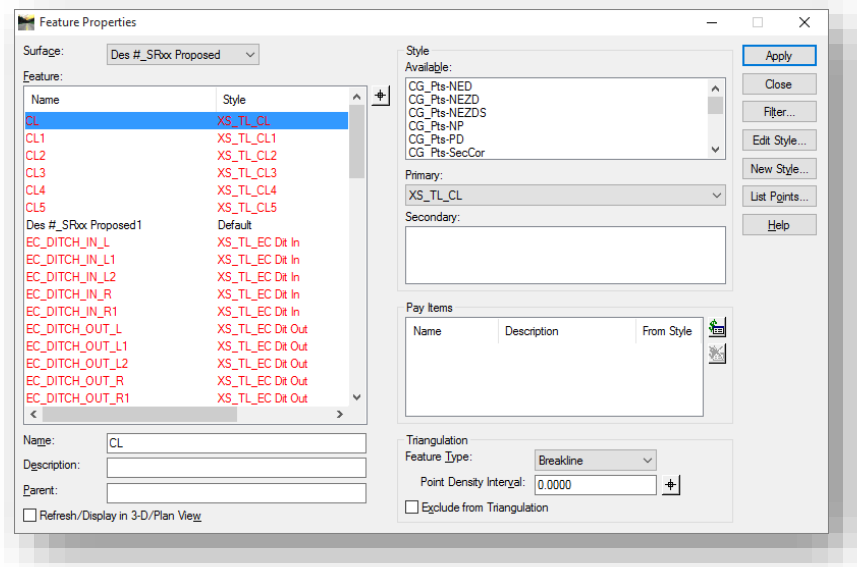 Feature Properties
Surface: Des #_SRxx Proposed
Feature:
Name Style
CL XS_TL_CL
CL1 XS_TL_CL1
CL2 XS_TL_CL2
CL3 XS_TL_CL3
CL4 XS_TL_CL4
CL5 XS_TL_CL5
Des #_SRxx Proposed1 Default
EC_DITCH_IN_L XS_TL_EC Dit In
EC_DITCH_IN_L1 XS_TL_EC Dit In
EC_DITCH_IN_L2 XS_TL_EC Dit In
EC_DITCH_IN_R XS_TL_EC Dit In
EC_DITCH_IN_R1 XS_TL_EC Dit In
EC_DITCH_OUT_L XS_TL_EC Dit Out
EC_DITCH_OUT_L1 XS_TL_EC Dit Out
EC_DITCH_OUT_L2 XS_TL_EC Dit Out
EC_DITCH_OUT_R XS_TL_EC Dit Out
EC_DITCH_OUT_R1 XS_TL_EC Dit Out
Name: CL
Description:
Parent:
Refresh/Display in 3-D/Plan View
Style
Available:
CG_Pts-NED
CG_Pts-NEZD
CG_Pts-NEZDS
CG_Pts-NP
CG_Pts-PD
CG_Pts-SecCor
Primary:
XS_TL_CL
Secondary:
Pay Items
Name Description From Style
Triangulation
Feature Type: Breakline
Point Density Interval: 0.0000
Exclude from Triangulation
Apply
Close
Filter...
Edit Style...
New Style...
List Points...
Help